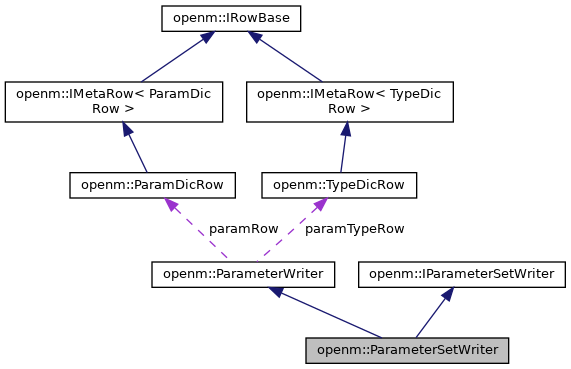 openm::IRowBase
openm::IMetaRow< ParamDic
Row >
openm::IMetaRow< TypeDic
Row >
openm::ParamDicRow
openm::TypeDicRow
paramRow
paramTypeRow
openm::ParameterWriter
openm::IParameterSetWriter
openm::ParameterSetWriter